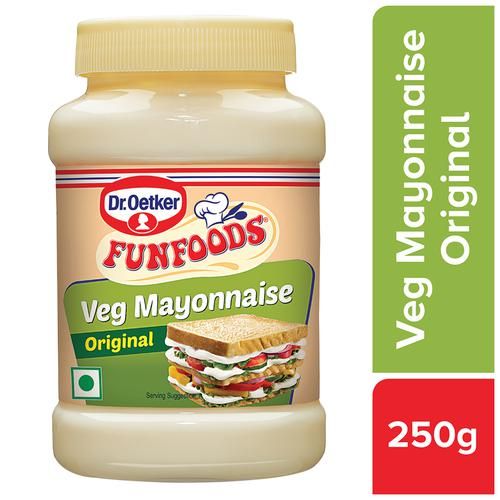 Dr.Oetker
FUNFOODS
Veg Mayonnaise
Original
Serving Suggestion
Veg Mayonnaise
Original
250g